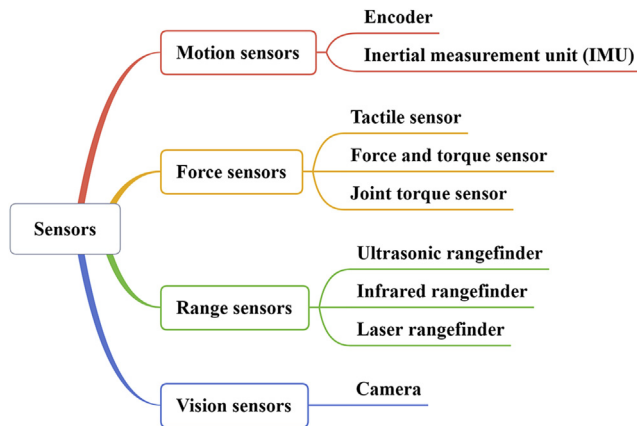 Sensors
Motion sensors
Encoder
Inertial measurement unit (IMU)
Force sensors
Tactile sensor
Force and torque sensor
Joint torque sensor
Range sensors
Ultrasonic rangefinder
Infrared rangefinder
Laser rangefinder
Vision sensors
Camera